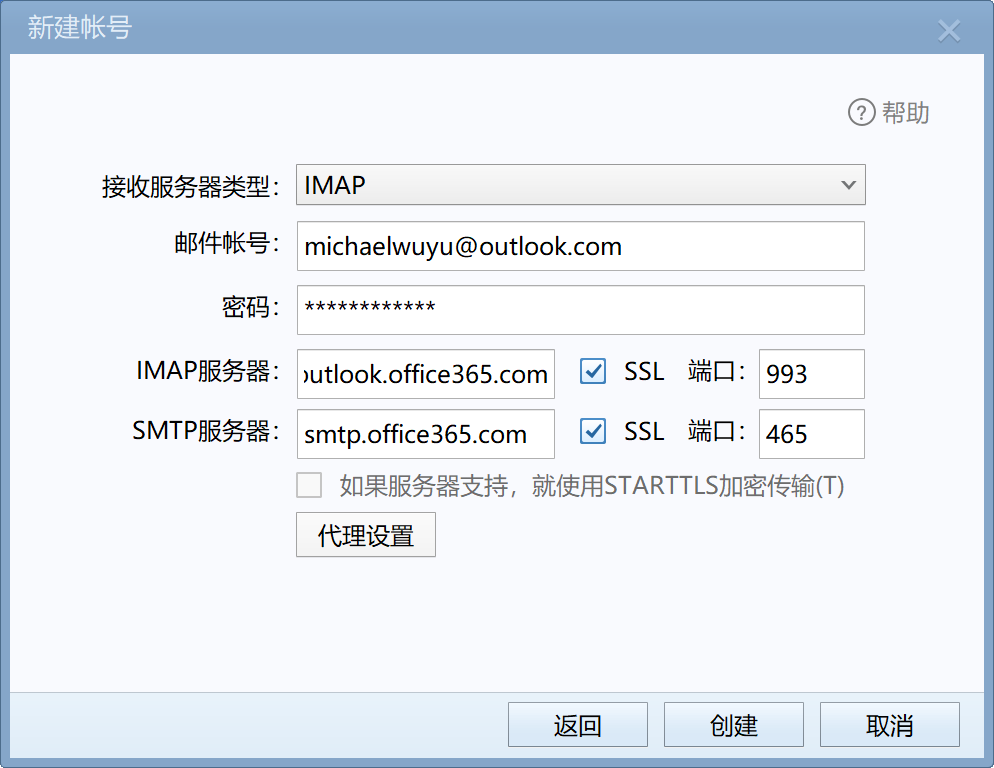 新建帐号
? 帮助
接收服务器类型： IMAP
邮件帐号： michaelwuyu@outlook.com
密码： ************
IMAP服务器： outlook.office365.com SSL 端口： 993
SMTP服务器： smtp.office365.com SSL 端口： 465
如果服务器支持，就使用STARTTLS加密传输(T)
代理设置
返回 创建 取消